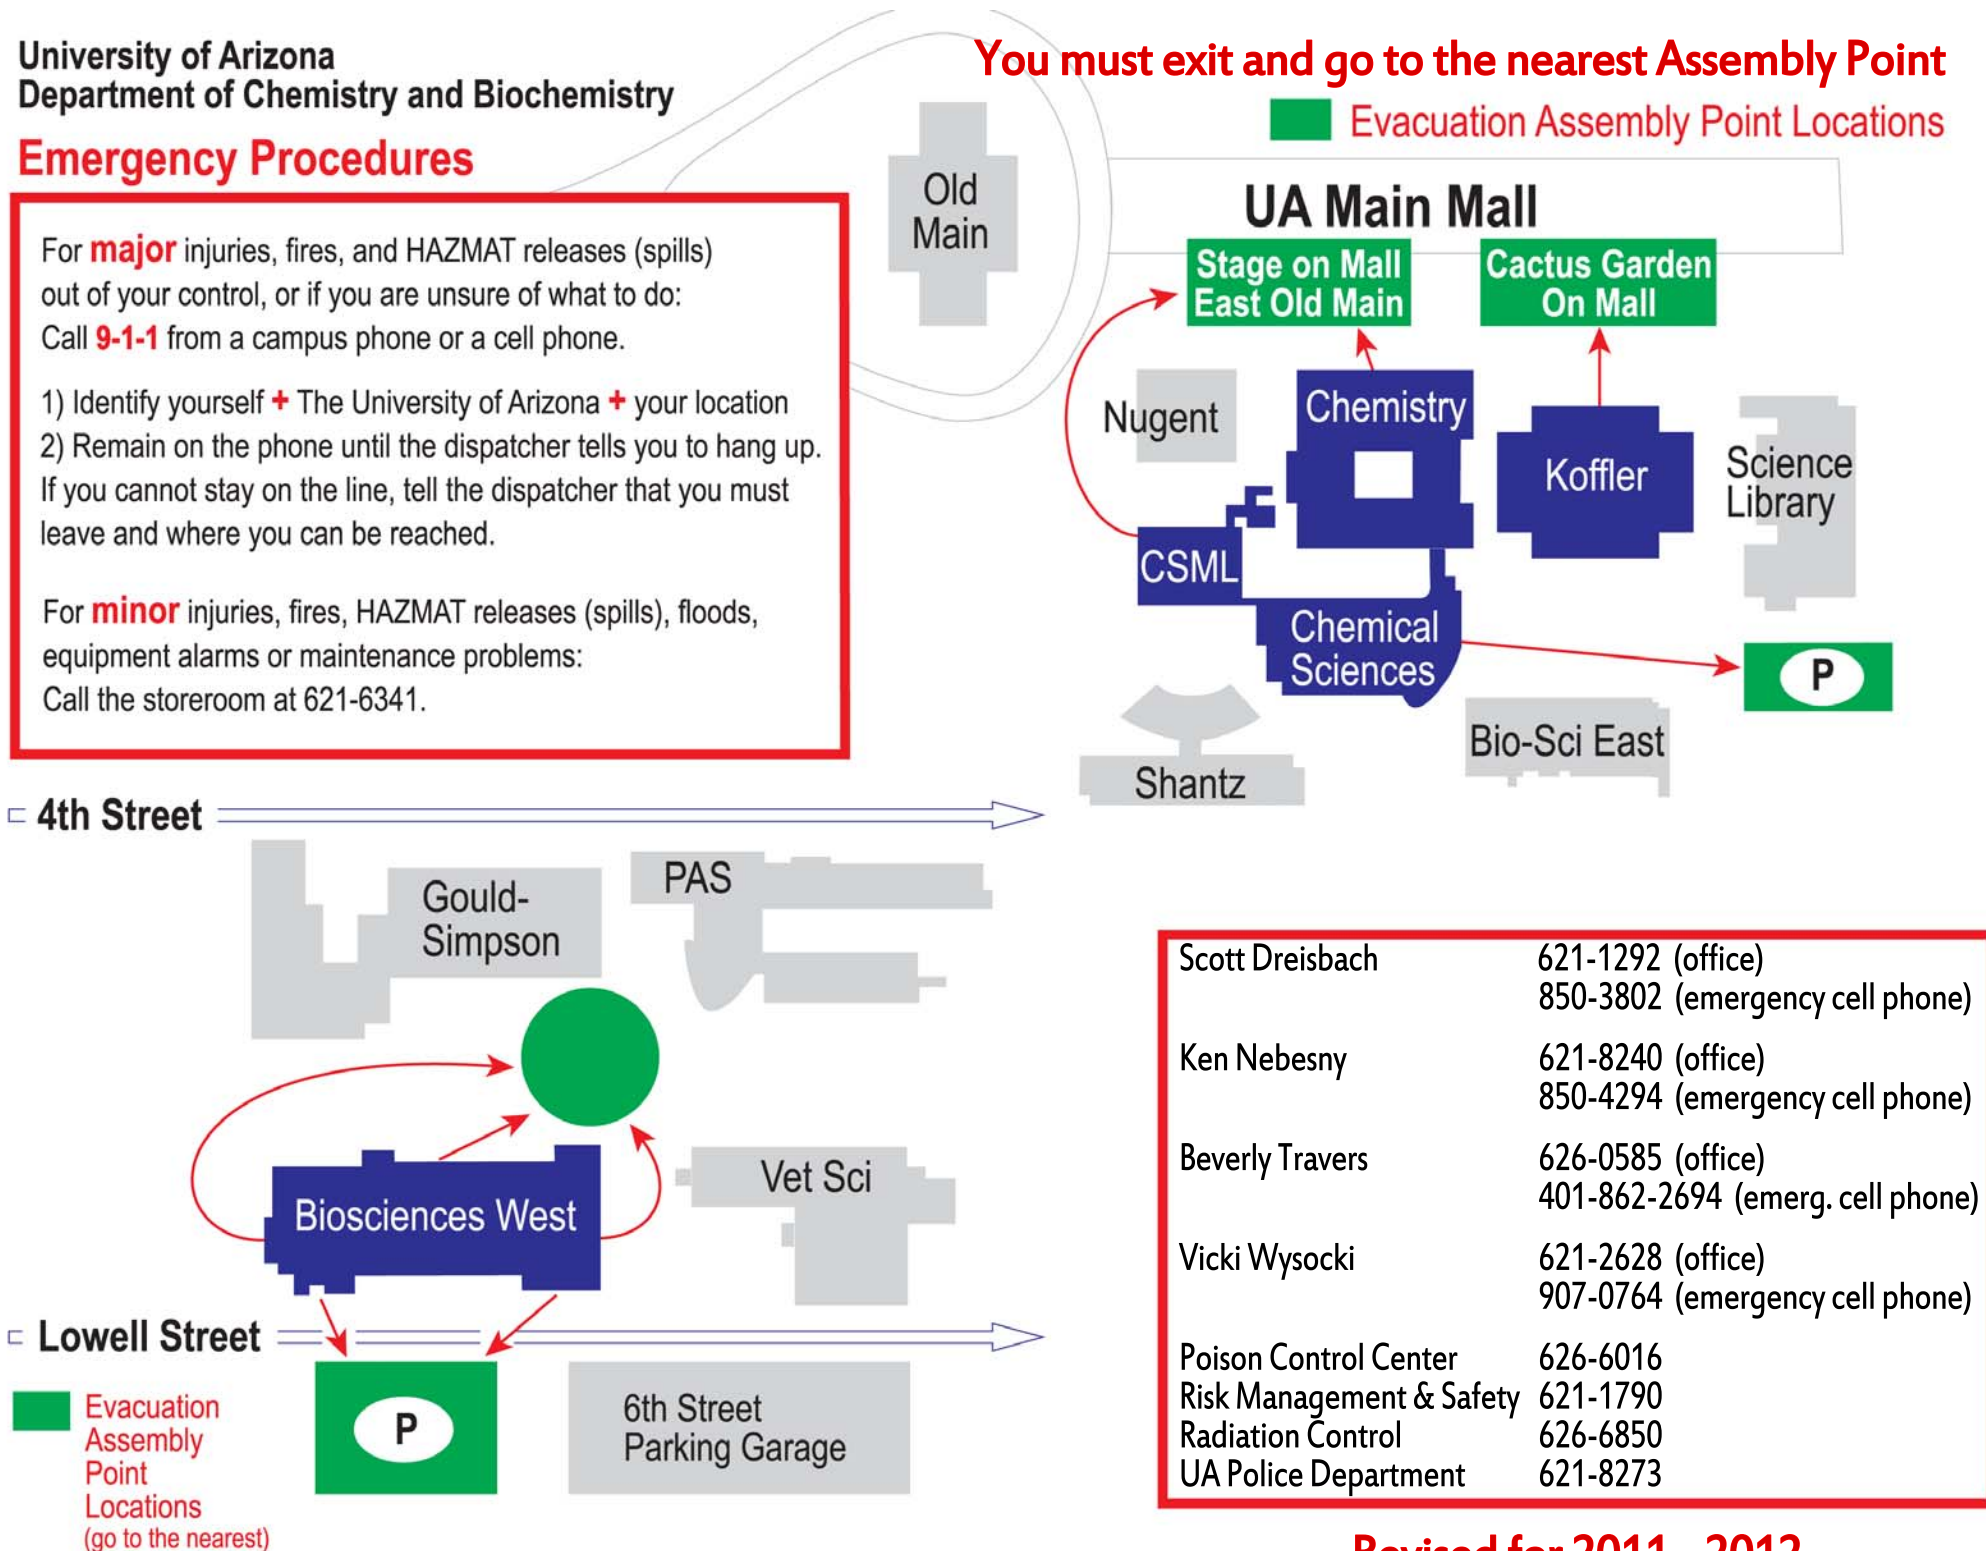 University of Arizona
Department of Chemistry and Biochemistry
Emergency Procedures
For major injuries, fires, and HAZMAT releases (spills)
out of your control, or if you are unsure of what to do:
Call 9-1-1 from a campus phone or a cell phone.
1) Identify yourself + The University of Arizona + your location
2) Remain on the phone until the dispatcher tells you to hang up.
If you cannot stay on the line, tell the dispatcher that you must
leave and where you can be reached.
For minor injuries, fires, HAZMAT releases (spills), floods,
equipment alarms or maintenance problems:
Call the storeroom at 621-6341.
You must exit and go to the nearest Assembly Point
Evacuation Assembly Point Locations
Old
Main
UA Main Mall
Stage on Mall
East Old Main
Cactus Garden
On Mall
Nugent
Chemistry
Koffler
Science
Library
CSML
Chemical
Sciences
P
Shantz
Bio-Sci East
4th Street
Gould-
Simpson
PAS
Biosciences West
Vet Sci
Lowell Street
Evacuation
Assembly
Point
Locations
(go to the nearest)
P
6th Street
Parking Garage
Scott Dreisbach 621-1292 (office)
850-3802 (emergency cell phone)
Ken Nebesny 621-8240 (office)
850-4294 (emergency cell phone)
Beverly Travers 626-0585 (office)
401-862-2694 (emerg. cell phone)
Vicki Wysocki 621-2628 (office)
907-0764 (emergency cell phone)
Poison Control Center 626-6016
Risk Management & Safety 621-1790
Radiation Control 626-6850
UA Police Department 621-8273
Revised for 2011 - 2012